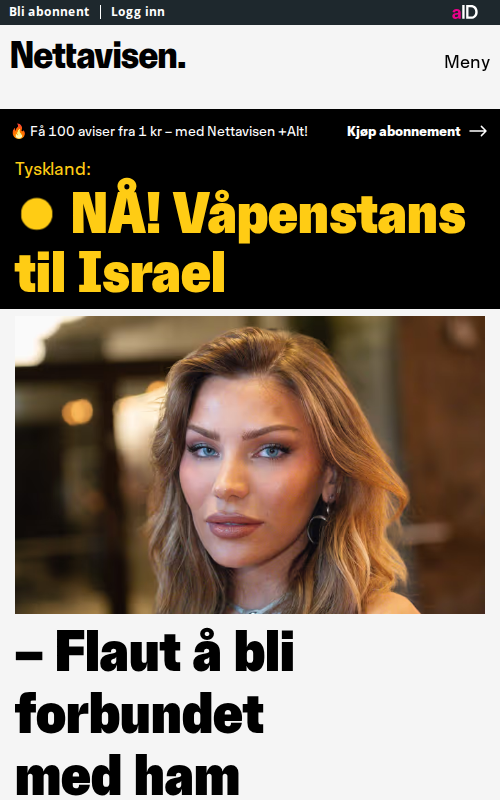 Bli abonnent | Logg inn
aID
Nettavisen.
Meny
🔥 Få 100 aviser fra 1 kr – med Nettavisen +Alt!
Kjøp abonnement →
Tyskland:
NÅ! Våpenstans
til Israel
– Flaut å bli
forbundet
med ham